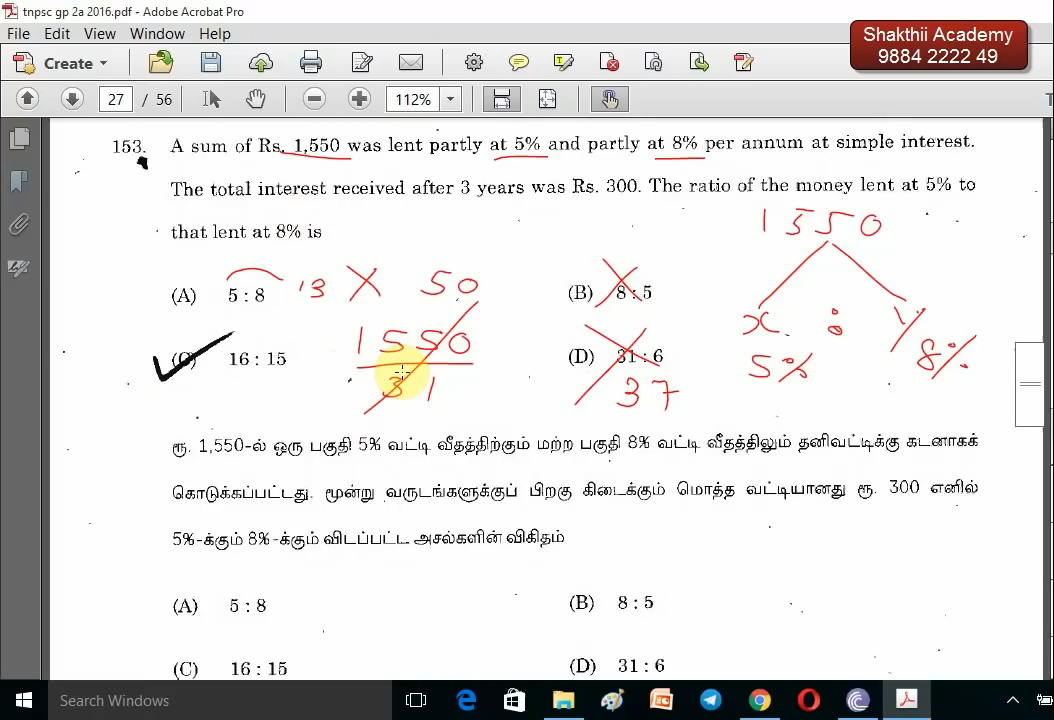 tnpsc gp 2a 2016.pdf - Adobe Acrobat Pro
File Edit View Window Help
Shakthii Academy
9884 2222 49
Create
27 / 56
112%
153. A sum of Rs. 1,550 was lent partly at 5% and partly at 8% per annum at simple interest.
The total interest received after 3 years was Rs. 300. The ratio of the money lent at 5% to
that lent at 8% is
1550
(A) 5 : 8
13
50
(B) 8 : 5
x : y
5% 8%
(C) 16 : 15
1550
31
(D) 31 : 6
37
ரூ. 1,550-ல் ஒரு பகுதி 5% வட்டி வீதத்திற்கும் மற்ற பகுதி 8% வட்டி வீதத்திலும் தனிவட்டிக்கு கடனாகக்
கொடுக்கப்பட்டது. மூன்று வருடங்களுக்குப் பிறகு கிடைக்கும் மொத்த வட்டியானது ரூ. 300 எனில்
5%-க்கும் 8%-க்கும் விடப்பட்ட அசல்களின் விகிதம்
(A) 5 : 8
(B) 8 : 5
(C) 16 : 15
(D) 31 : 6
Search Windows